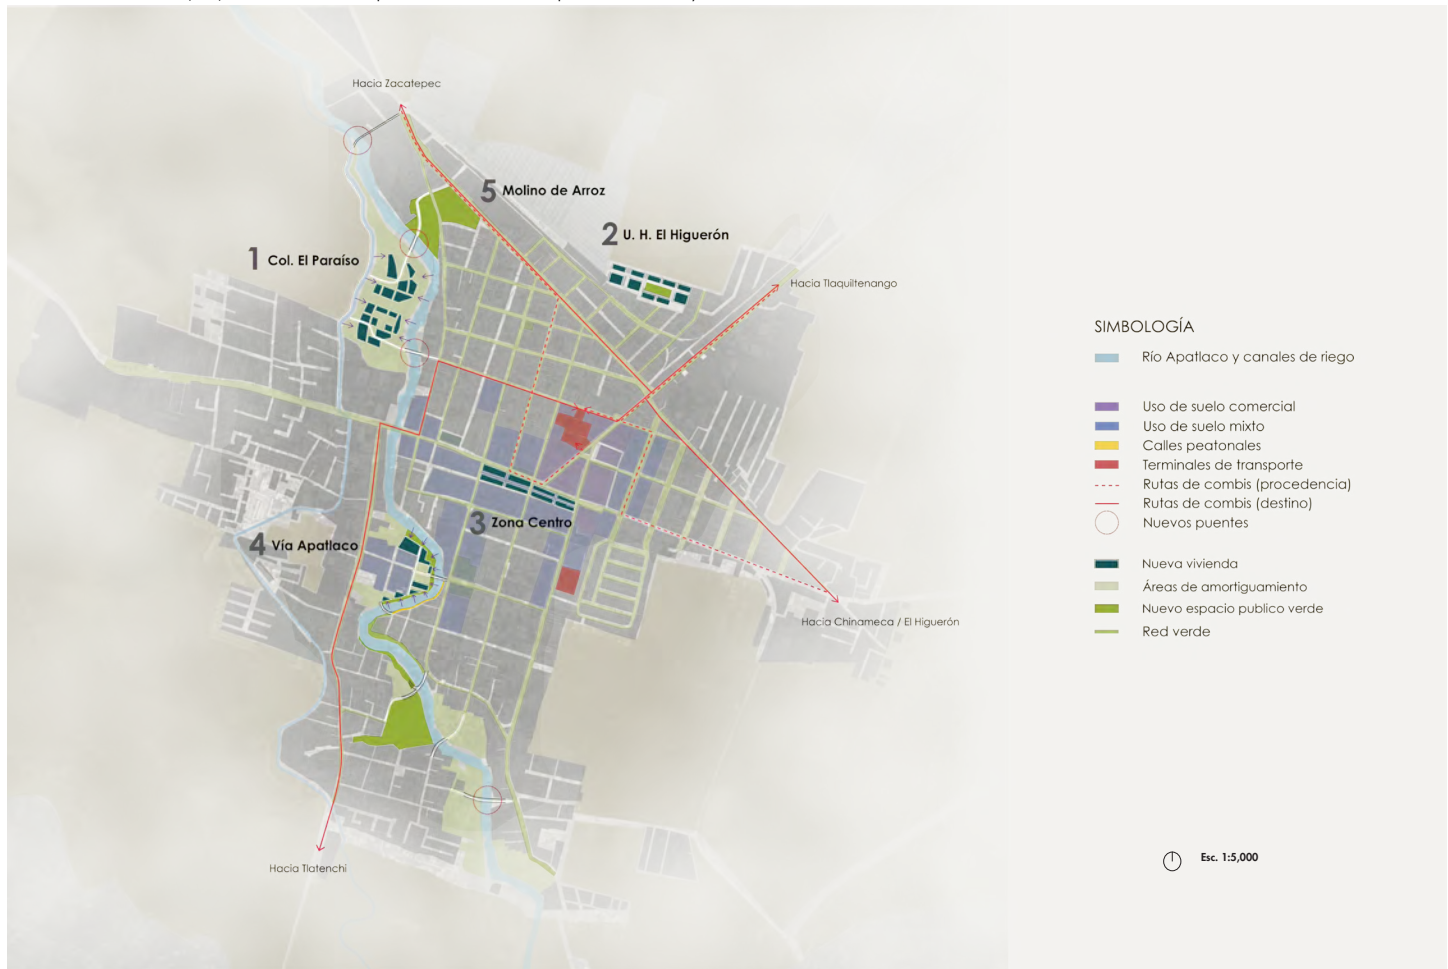 Hacia Zacatepec
5 Molino de Arroz
2 U. H. El Higuerón
1 Col. El Paraíso
Hacia Tlaquiltenango
3 Zona Centro
4 Vía Apatlaco
Hacia Chinameca / El Higuerón
Hacia Tlatenchi
SIMBOLOGÍA
Río Apatlaco y canales de riego
Uso de suelo comercial
Uso de suelo mixto
Calles peatonales
Terminales de transporte
Rutas de combis (procedencia)
Rutas de combis (destino)
Nuevos puentes
Nueva vivienda
Áreas de amortiguamiento
Nuevo espacio publico verde
Red verde
Esc. 1:5,000